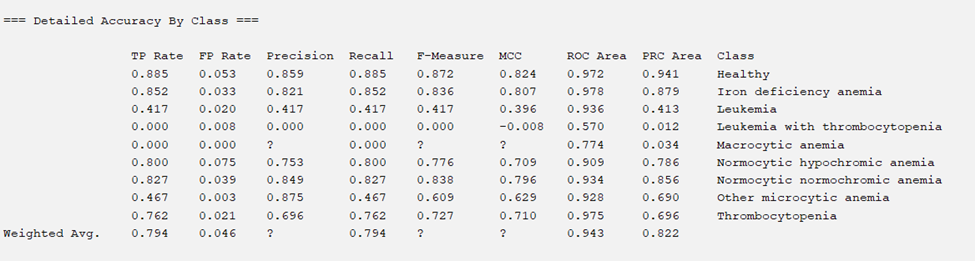 === Detailed Accuracy By Class ===
TP Rate FP Rate Precision Recall F-Measure MCC ROC Area PRC Area Class
0.885 0.053 0.859 0.885 0.872 0.824 0.972 0.941 Healthy
0.852 0.033 0.821 0.852 0.836 0.807 0.978 0.879 Iron deficiency anemia
0.417 0.020 0.417 0.417 0.417 0.396 0.936 0.413 Leukemia
0.000 0.008 0.000 0.000 0.000 -0.008 0.570 0.012 Leukemia with thrombocytopenia
0.000 0.000 ? 0.000 ? ? 0.774 0.034 Macrocytic anemia
0.800 0.075 0.753 0.800 0.776 0.709 0.909 0.786 Normocytic hypochromic anemia
0.827 0.039 0.849 0.827 0.838 0.796 0.934 0.856 Normocytic normochromic anemia
0.467 0.003 0.875 0.467 0.609 0.629 0.928 0.690 Other microcytic anemia
0.762 0.021 0.696 0.762 0.727 0.710 0.975 0.696 Thrombocytopenia
Weighted Avg. 0.794 0.046 ? 0.794 ? ? 0.943 0.822